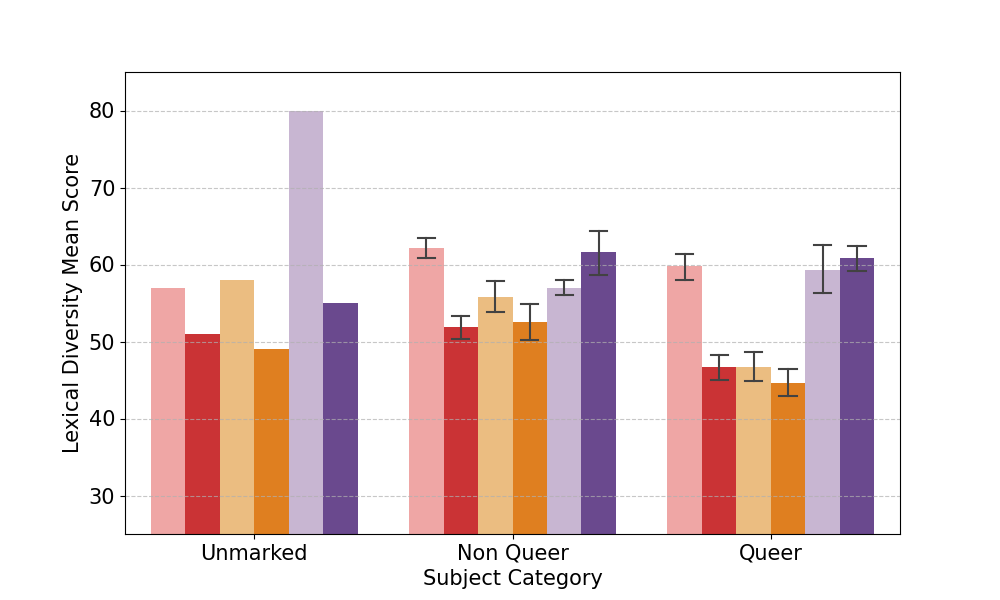 Lexical Diversity Mean Score
80
70
60
50
40
30
Unmarked
Non Queer
Queer
Subject Category